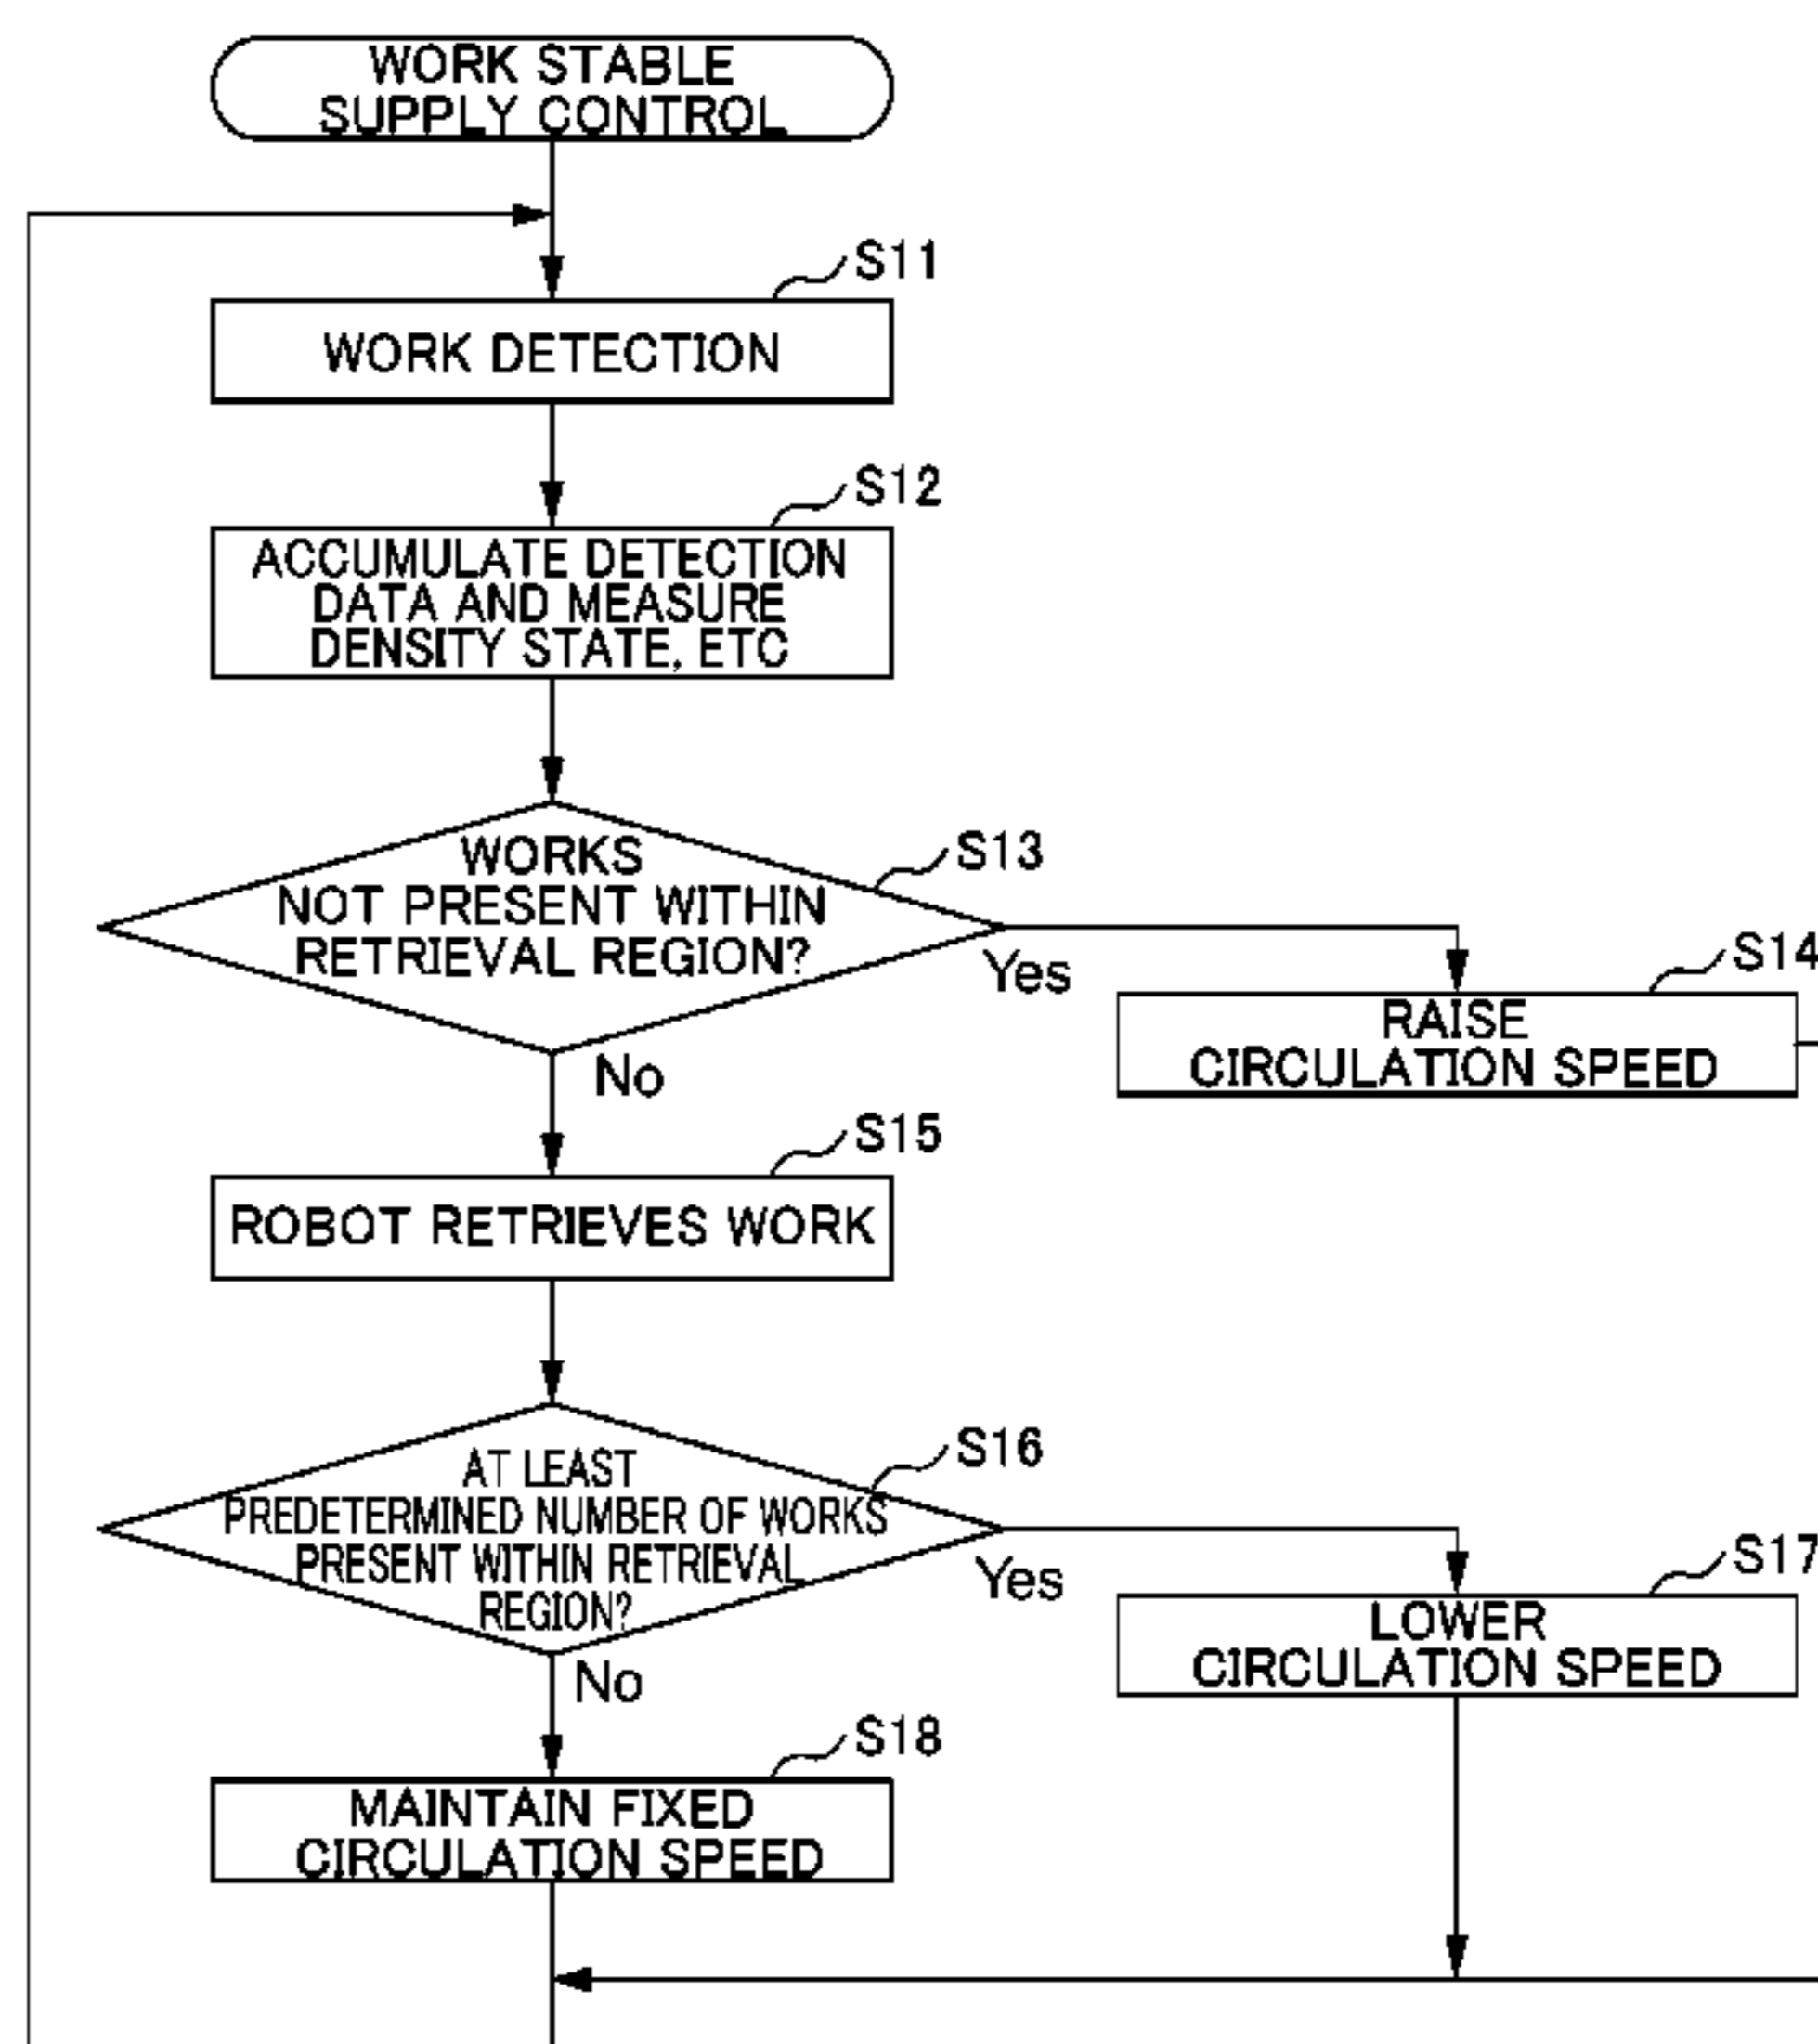 WORK STABLE
SUPPLY CONTROL
S11
WORK DETECTION
S12
ACCUMULATE DETECTION
DATA AND MEASURE
DENSITY STATE, ETC
S13
WORKS
NOT PRESENT WITHIN
RETRIEVAL REGION?
Yes
No
S14
RAISE
CIRCULATION SPEED
S15
ROBOT RETRIEVES WORK
S16
AT LEAST
PREDETERMINED NUMBER OF WORKS
PRESENT WITHIN RETRIEVAL
REGION?
Yes
No
S17
LOWER
CIRCULATION SPEED
S18
MAINTAIN FIXED
CIRCULATION SPEED